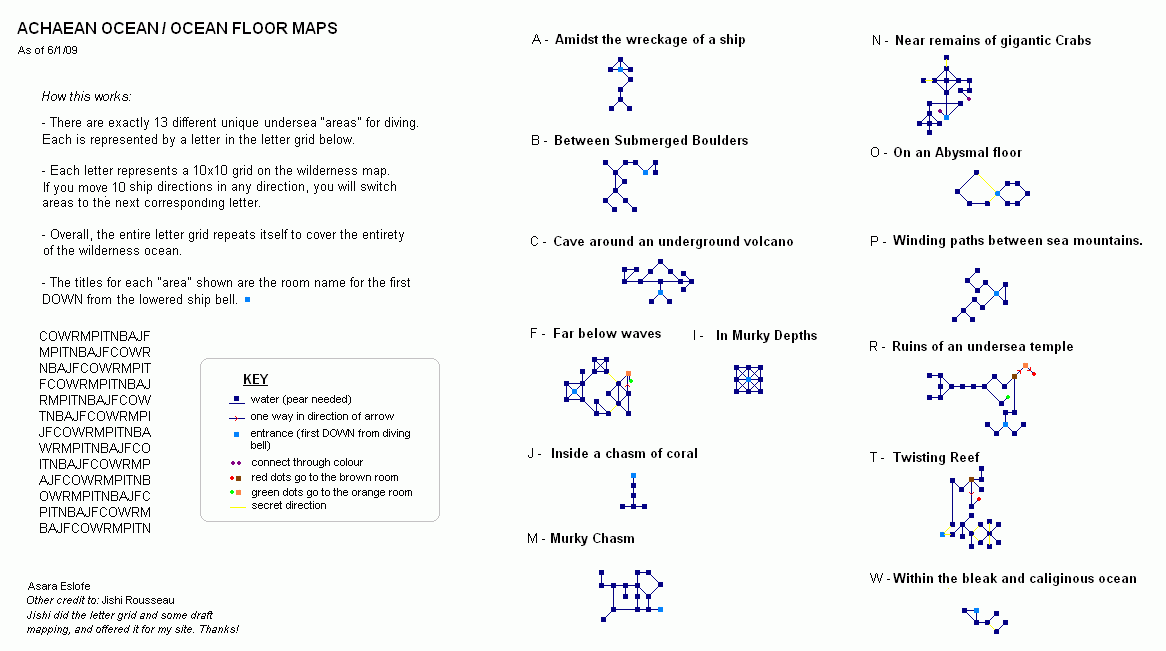 ACHAEAN OCEAN / OCEAN FLOOR MAPS
As of 6/1/09
How this works:
- There are exactly 13 different unique undersea "areas" for diving.
Each is represented by a letter in the letter grid below.
- Each letter represents a 10x10 grid on the wilderness map.
If you move 10 ship directions in any direction, you will switch
areas to the next corresponding letter.
- Overall, the entire letter grid repeats itself to cover the entirety
of the wilderness ocean.
- The titles for each "area" shown are the room name for the first
DOWN from the lowered ship bell.
COWRMPITNBAJF
MPITNBAJFCOWR
NBAJFCOWRMPIT
FCOWRMPITNBAJ
RMPITNBAJFCOW
TNBAJFCOWRMPI
JFCOWRMPITNBA
WRMPITNBAJFCO
ITNBAJFCOWRMP
AJFCOWRMPITNB
OWRMPITNBAJFC
PITNBAJFCOWRM
BAJFCOWRMPITN
KEY
water (pear needed)
one way in direction of arrow
entrance (first DOWN from diving
bell)
connect through colour
red dots go to the brown room
green dots go to the orange room
secret direction
Asara Eslofe
Other credit to: Jishi Rousseau
Jishi did the letter grid and some draft
mapping, and offered it for my site. Thanks!
A - Amidst the wreckage of a ship
B - Between Submerged Boulders
C - Cave around an underground volcano
F - Far below waves
I - In Murky Depths
J - Inside a chasm of coral
M - Murky Chasm
N - Near remains of gigantic Crabs
O - On an Abysmal floor
P - Winding paths between sea mountains.
R - Ruins of an undersea temple
T - Twisting Reef
W - Within the bleak and caliginous ocean